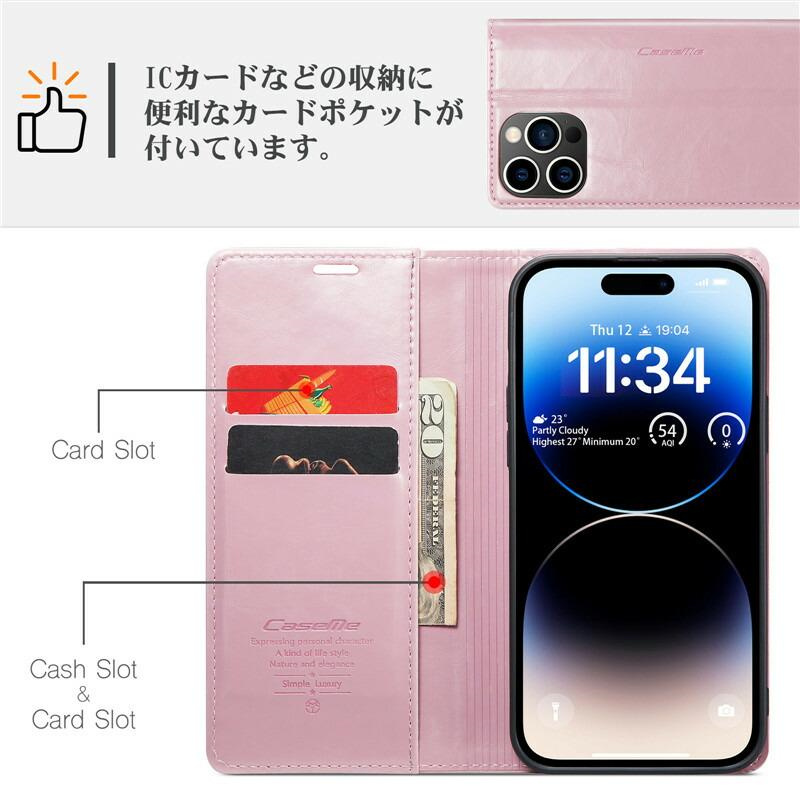 ICカードなどの収納に
便利なカードポケットが
付いています。
CaseMe
Thu 12 19:04
11:34
23°
Partly Cloudy
Highest 27° Minimum 20°
54
AQI
0
Card Slot
20
FEDERAL
CaseMe
Expressing personal character
A kind of life style
Nature and elegance
Simple Luxury
Cash Slot
&
Card Slot